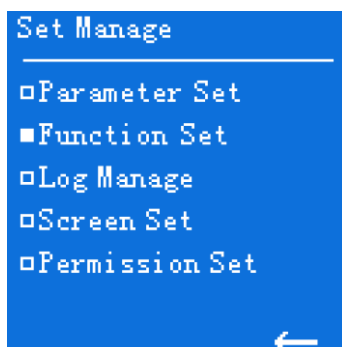 Set Manage
Parameter Set
Function Set
Log Manage
Screen Set
Permission Set